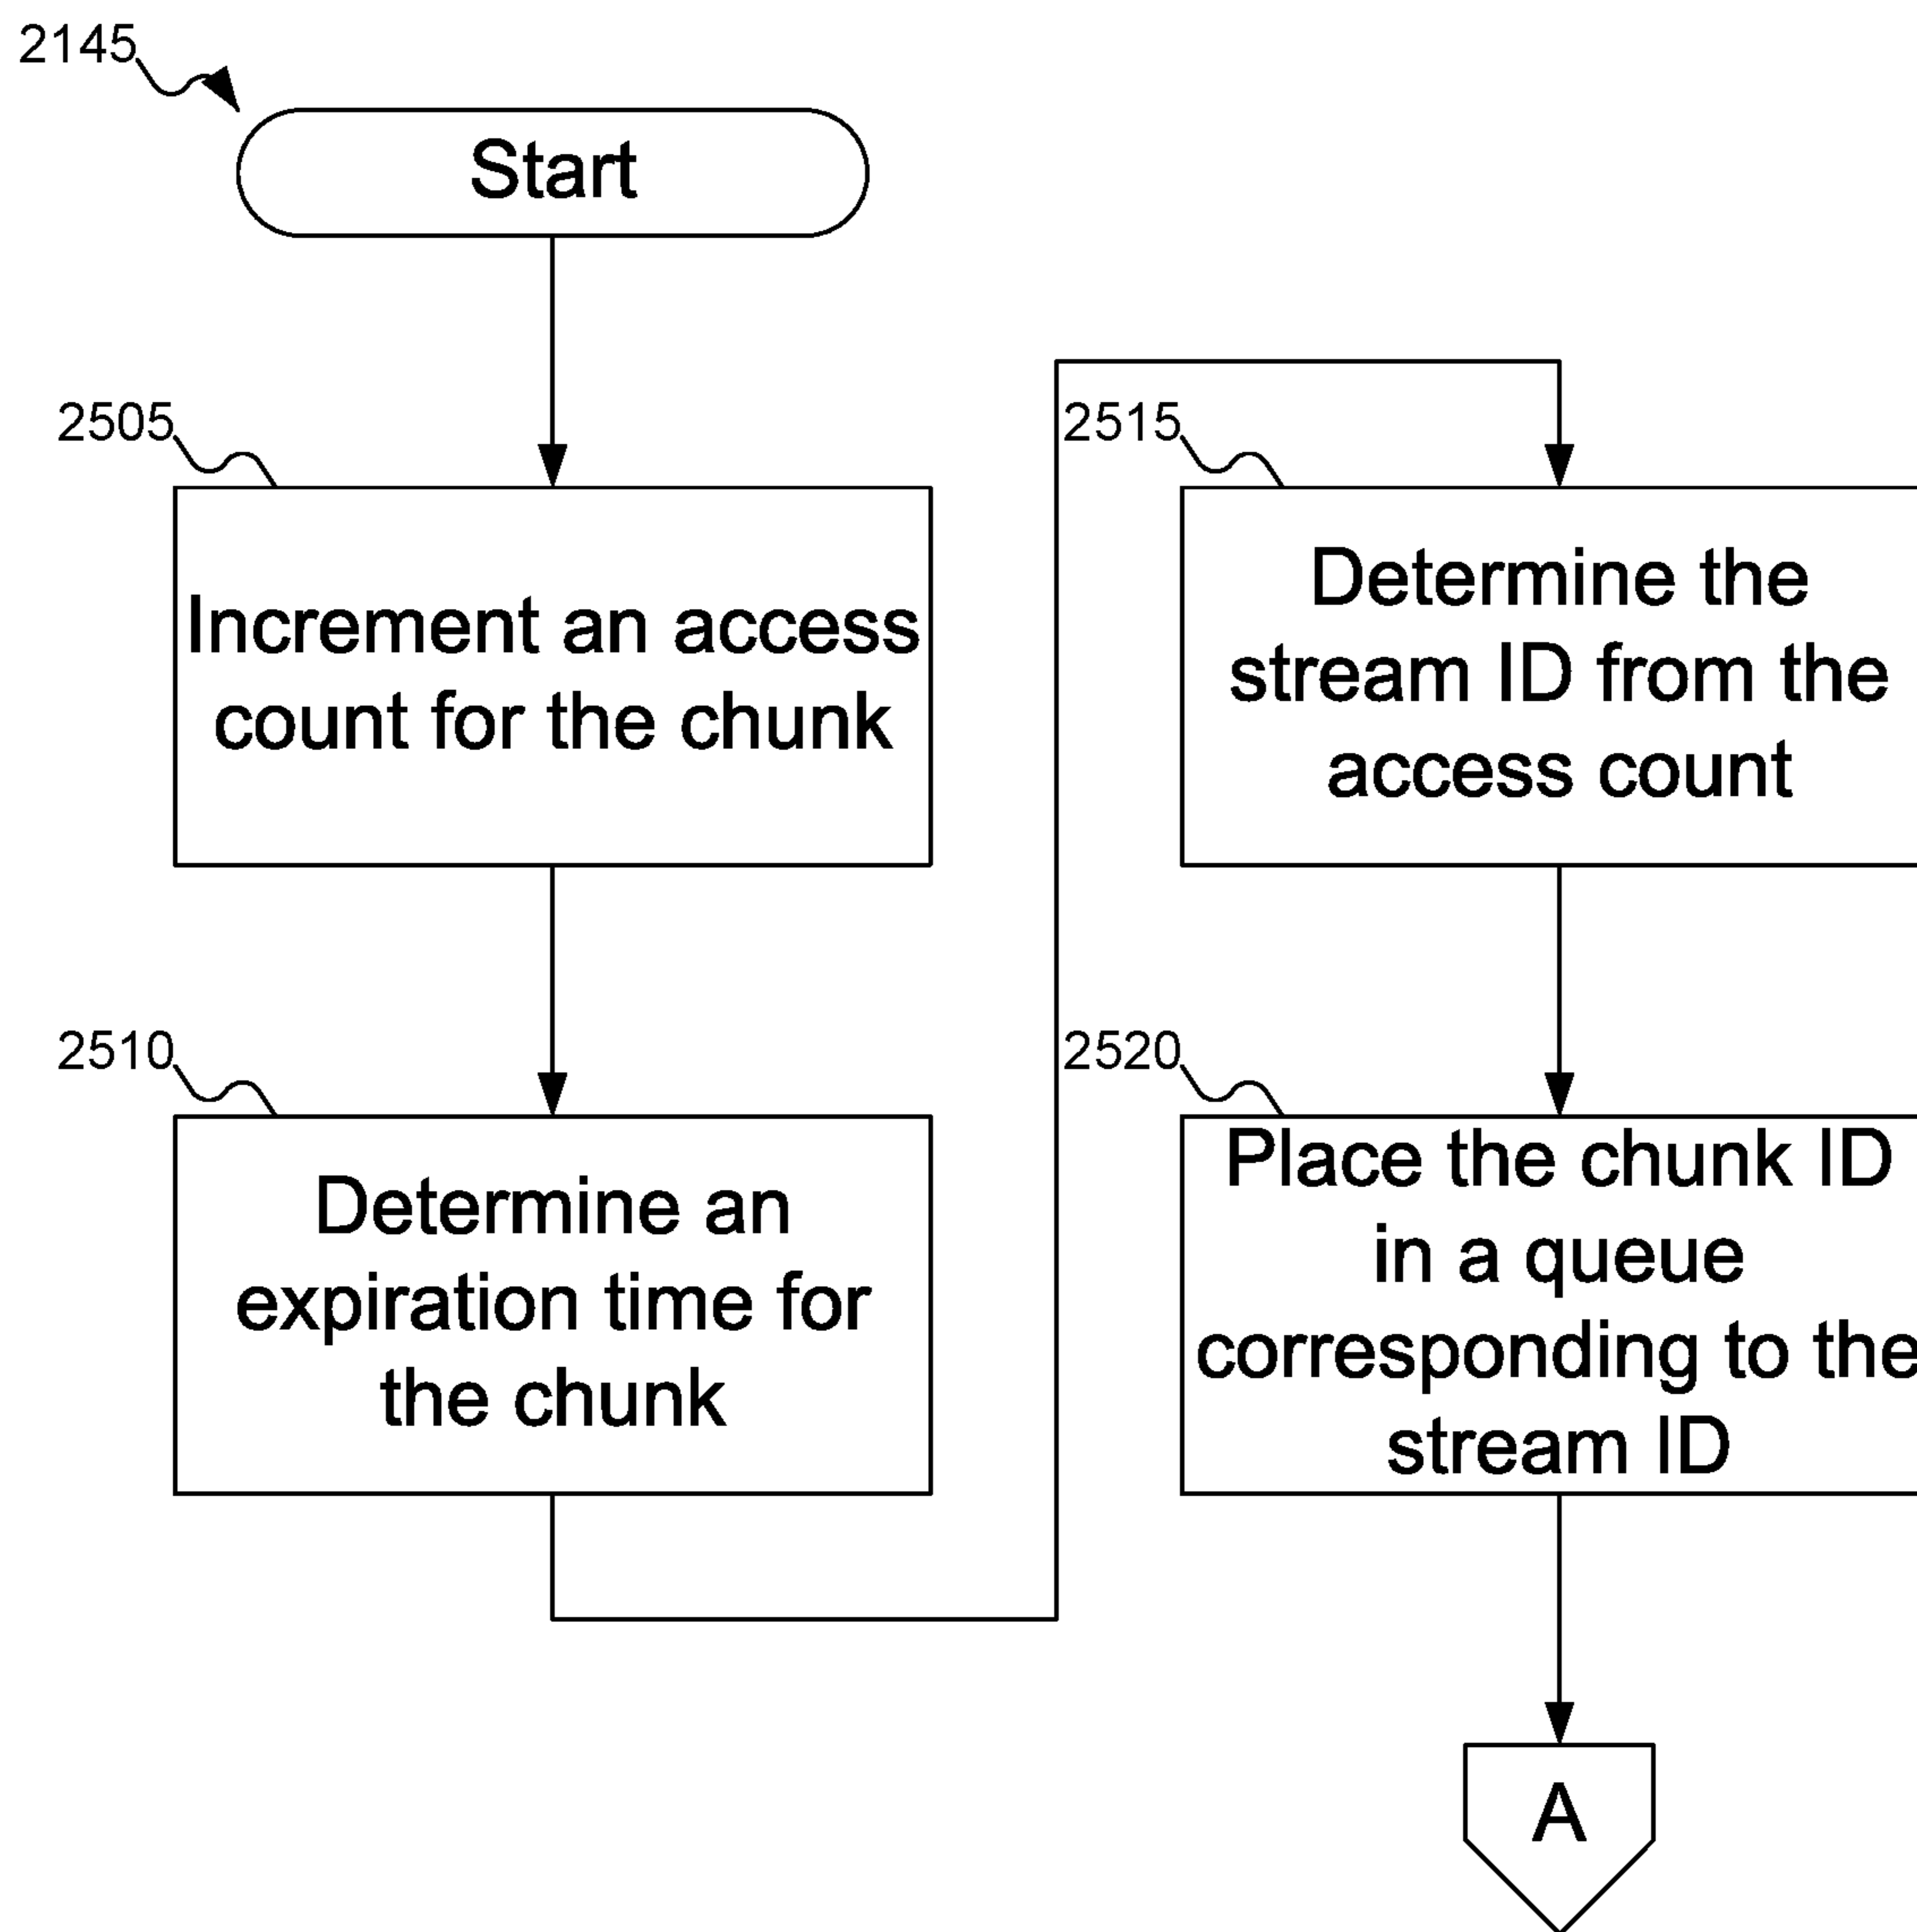 2145
Start
2505
Increment an access
count for the chunk
2510
Determine an
expiration time for
the chunk
2515
Determine the
stream ID from the
access count
2520
Place the chunk ID
in a queue
corresponding to the
stream ID
A